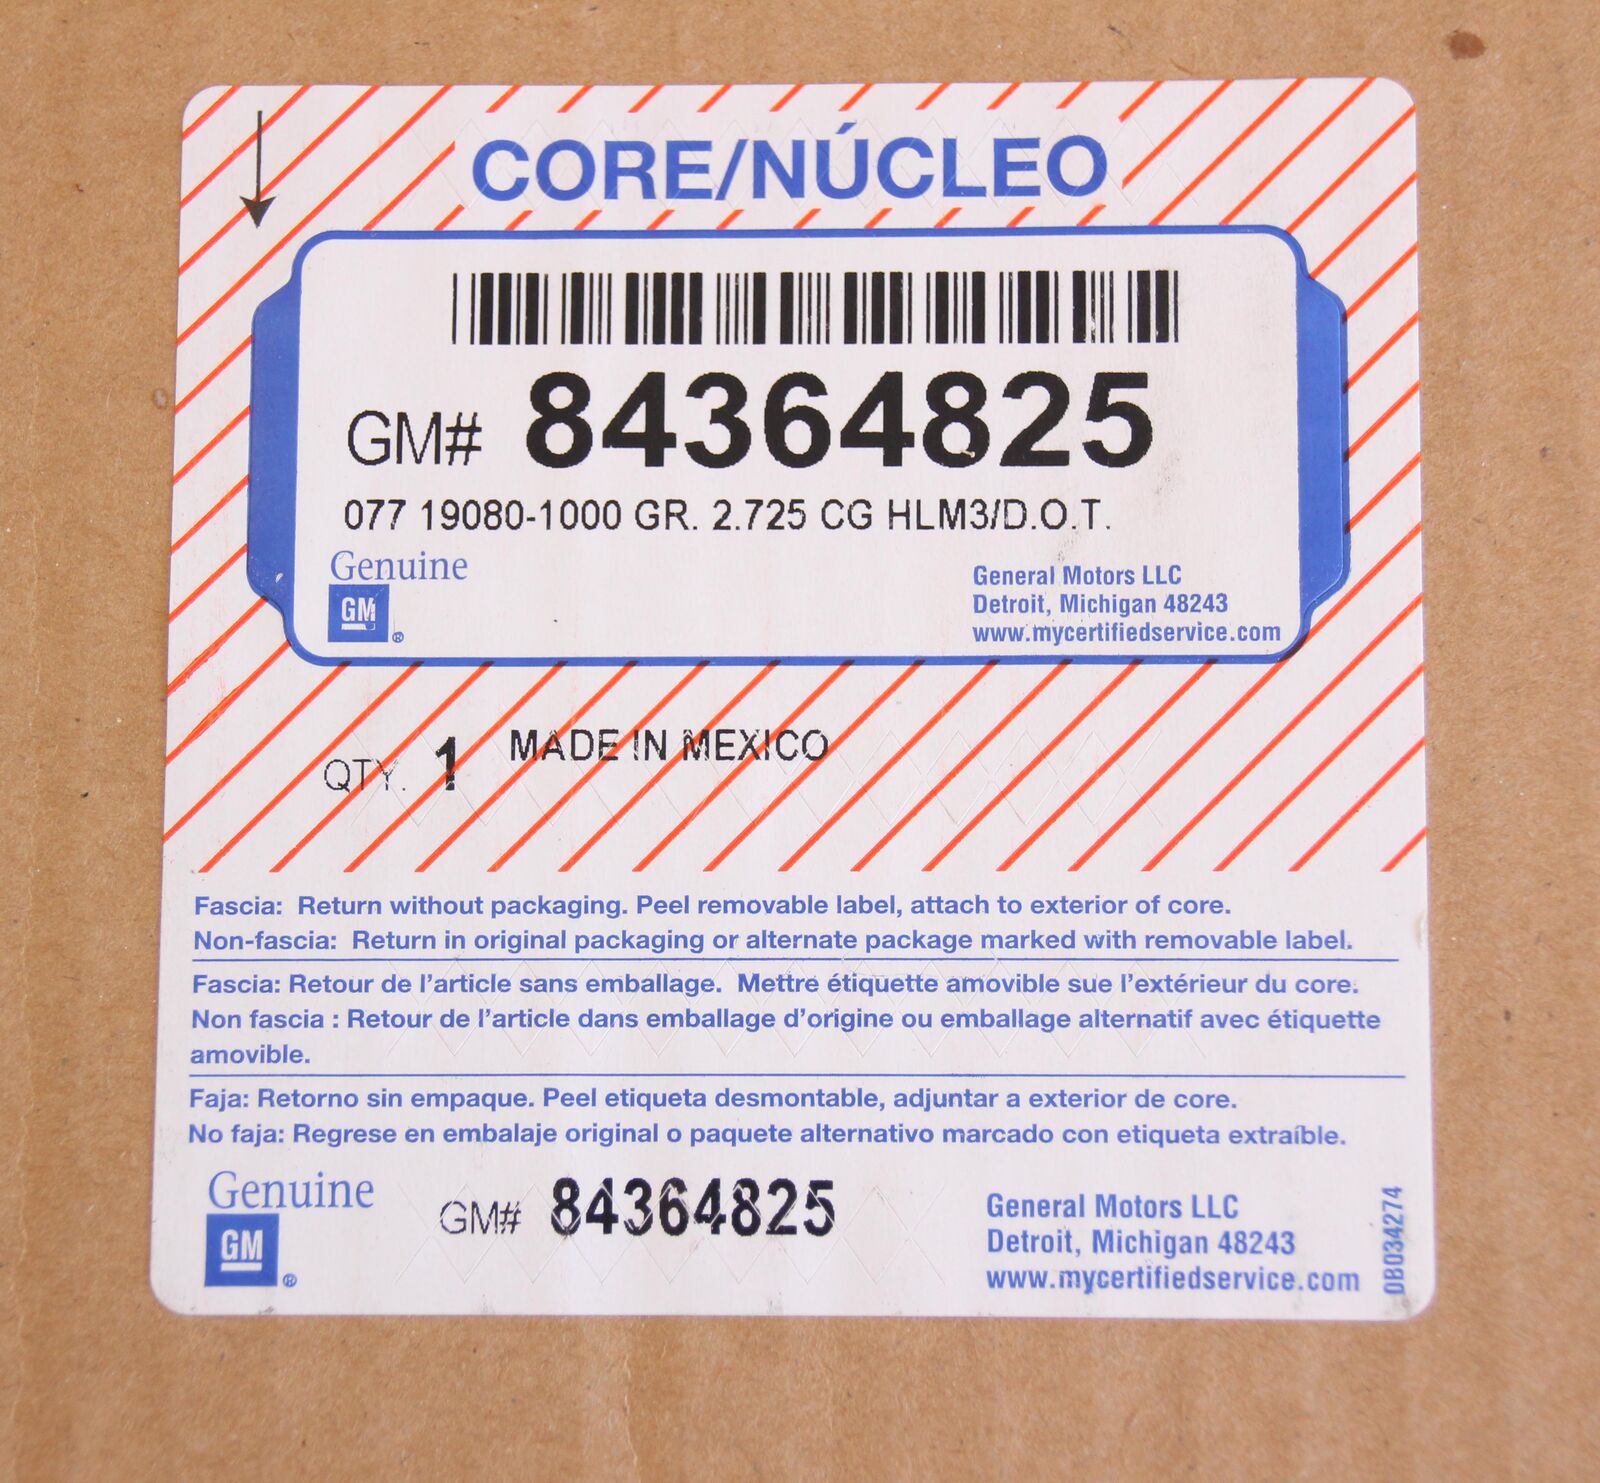 CORE/NÚCLEO
GM# 84364825
077 19080-1000 GR. 2.725 CG HLM3/D.O.T.
Genuine
GM®
General Motors LLC
Detroit, Michigan 48243
www.mycertifiedservice.com
QTY. 1 MADE IN MEXICO
Fascia: Return without packaging. Peel removable label, attach to exterior of core.
Non-fascia: Return in original packaging or alternate package marked with removable label.
Fascia: Retour de l'article sans emballage. Mettre étiquette amovible sue l'extérieur du core.
Non fascia : Retour de l'article dans emballage d'origine ou emballage alternatif avec étiquette
amovible.
Faja: Retorno sin empaque. Peel etiqueta desmontable, adjuntar a exterior de core.
No faja: Regrese en embalaje original o paquete alternativo marcado con etiqueta extraíble.
Genuine
GM®
GM# 84364825
General Motors LLC
Detroit, Michigan 48243
www.mycertifiedservice.com
0B034274